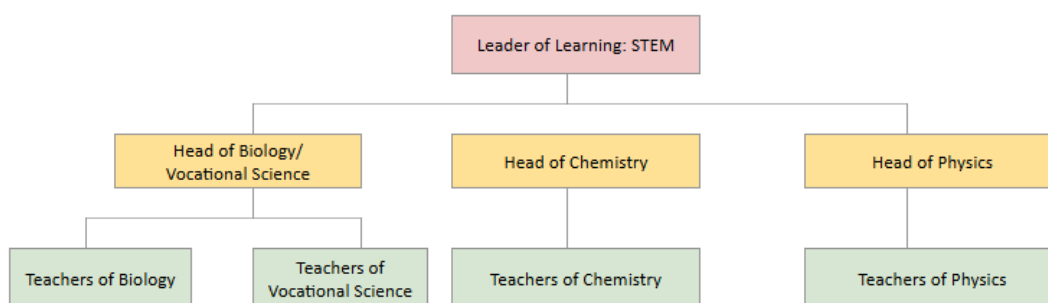 Leader of Learning: STEM
Head of Biology/
Vocational Science
Head of Chemistry
Head of Physics
Teachers of Biology
Teachers of
Vocational Science
Teachers of Chemistry
Teachers of Physics